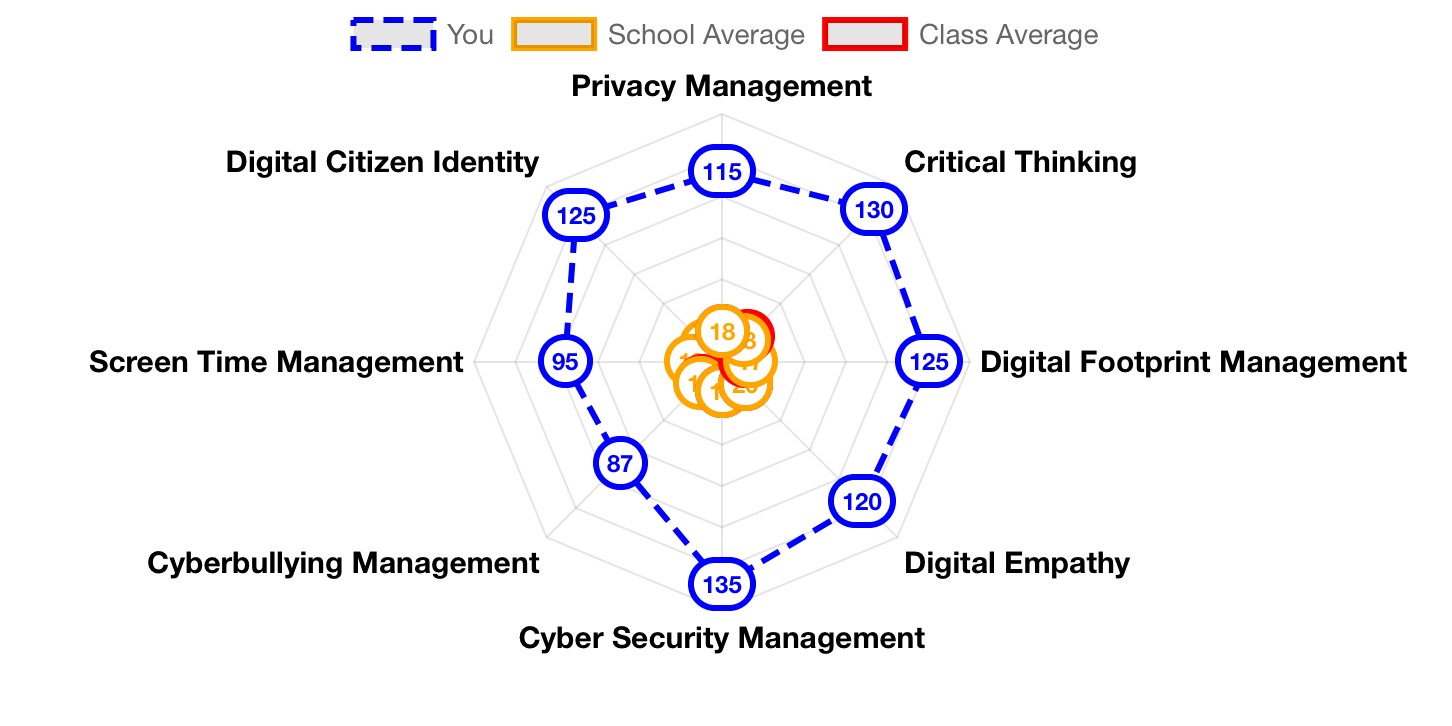 You School Average Class Average
Privacy Management
Digital Citizen Identity
Critical Thinking
115
125
130
18
Screen Time Management
95
125
Digital Footprint Management
87
120
Cyberbullying Management
Digital Empathy
135
Cyber Security Management